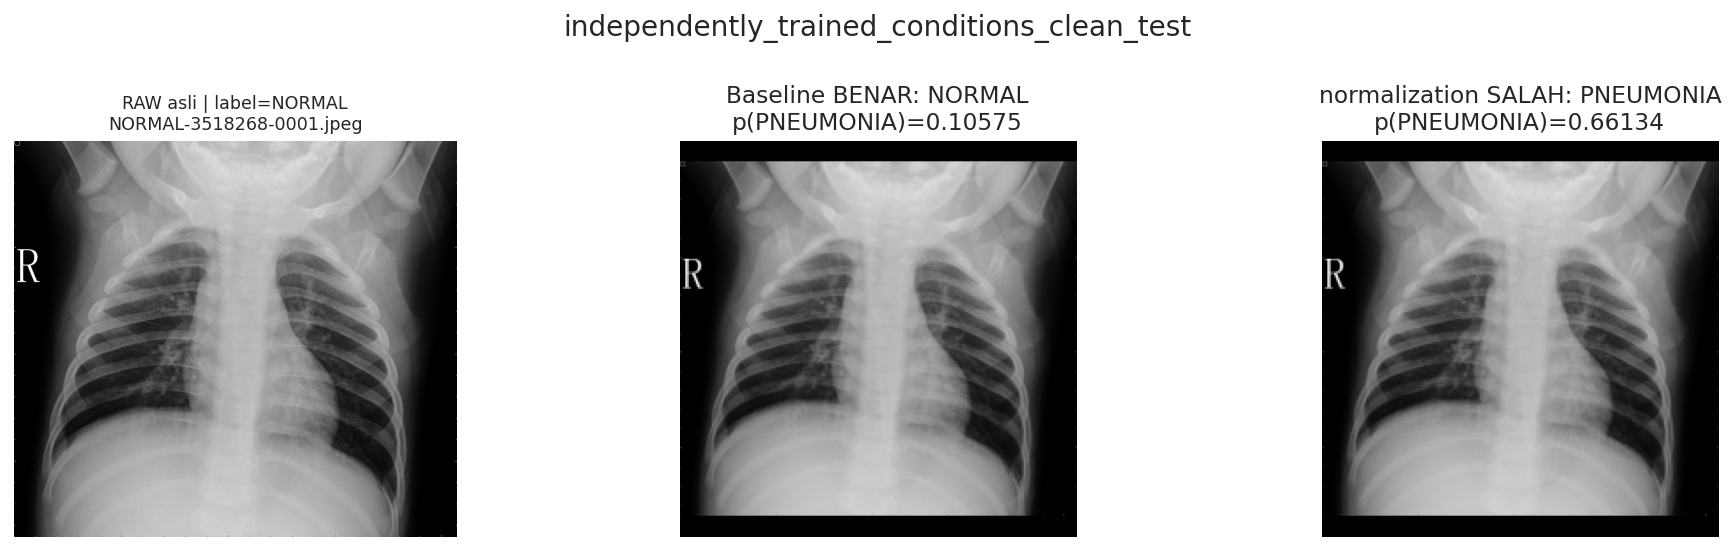 independently_trained_conditions_clean_test
RAW asli | label=NORMAL
NORMAL-3518268-0001.jpeg
Baseline BENAR: NORMAL
p(PNEUMONIA)=0.10575
normalization SALAH: PNEUMONIA
p(PNEUMONIA)=0.66134
R
R
R